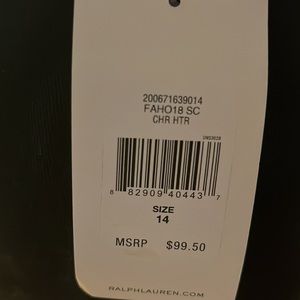 200671639014
FAHO18 SC
CHR HTR
8 82909 40443 7
SIZE
14
MSRP $99.50
RALPHLAUREN.COM